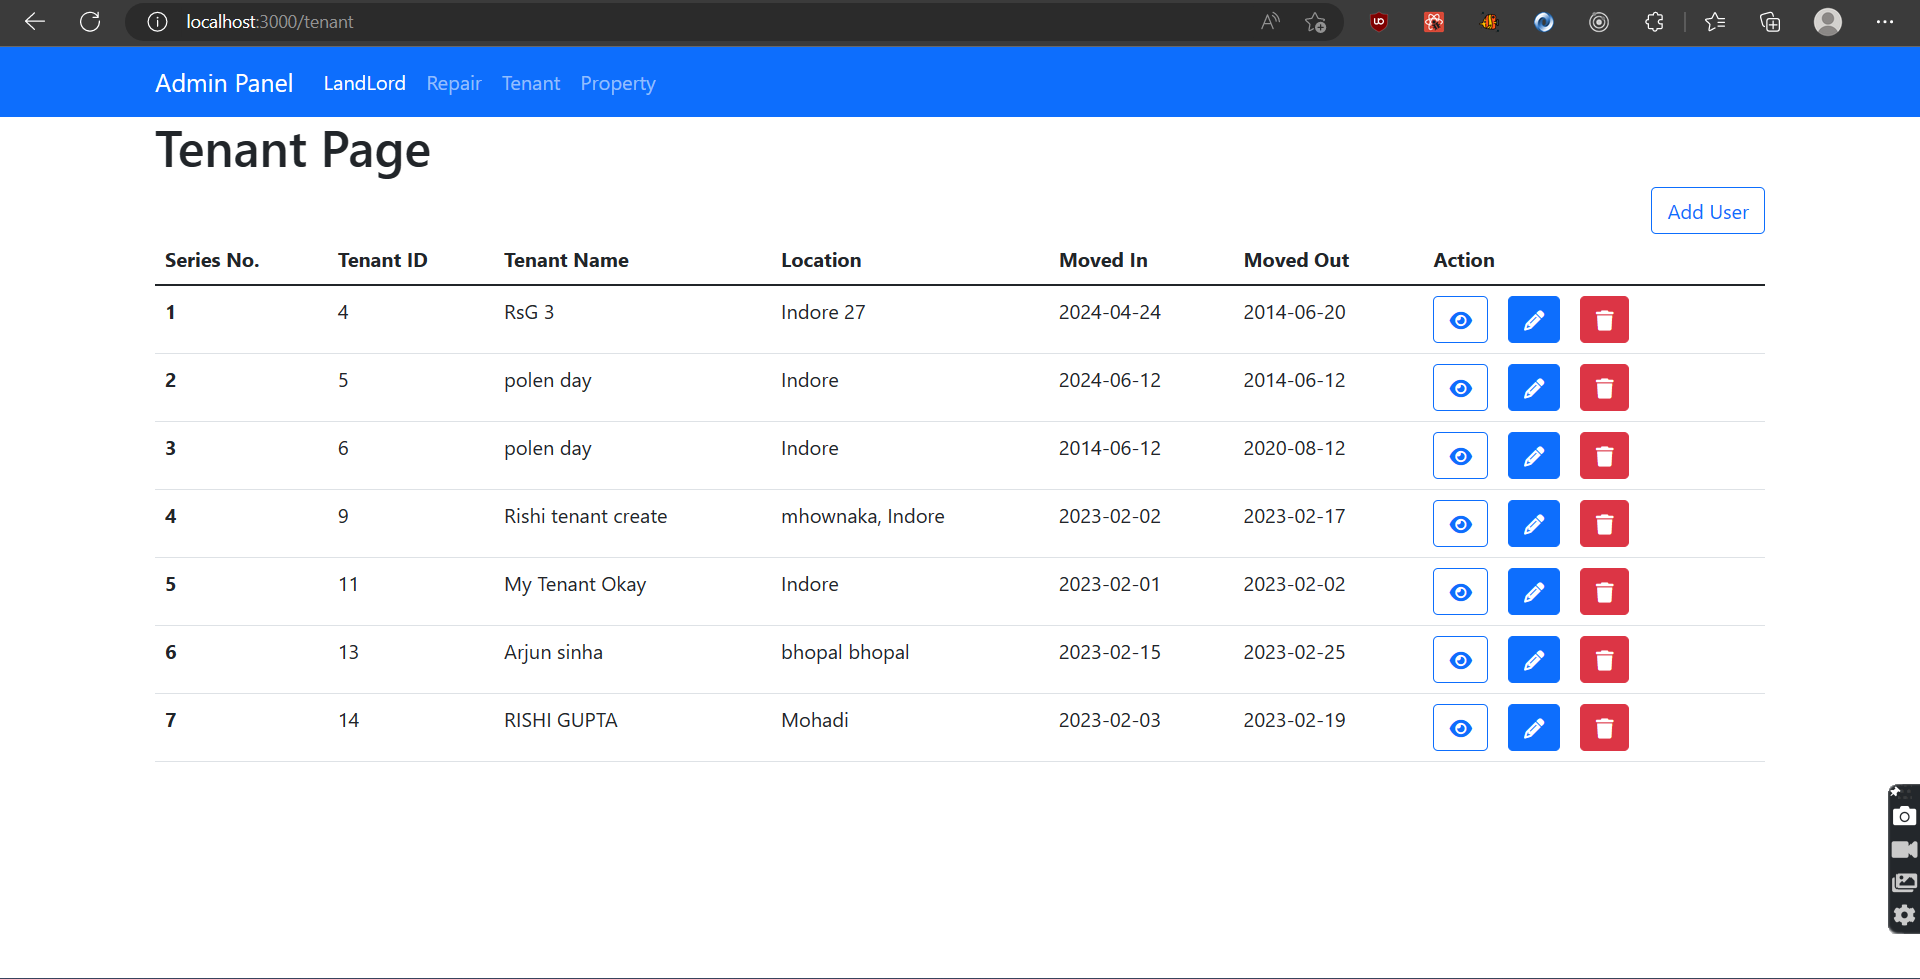 localhost:3000/tenant
Admin Panel LandLord Repair Tenant Property
Tenant Page
Add User
Series No. Tenant ID Tenant Name Location Moved In Moved Out Action
1 4 RsG 3 Indore 27 2024-04-24 2014-06-20
2 5 polen day Indore 2024-06-12 2014-06-12
3 6 polen day Indore 2014-06-12 2020-08-12
4 9 Rishi tenant create mhownaka, Indore 2023-02-02 2023-02-17
5 11 My Tenant Okay Indore 2023-02-01 2023-02-02
6 13 Arjun sinha bhopal bhopal 2023-02-15 2023-02-25
7 14 RISHI GUPTA Mohadi 2023-02-03 2023-02-19